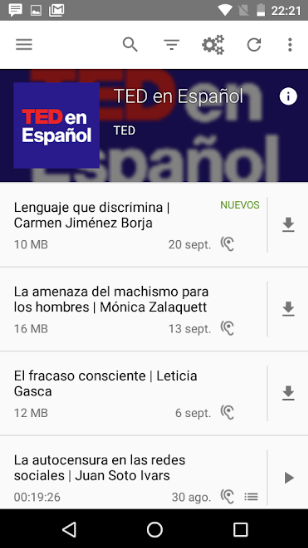 22:21
TED en
Español
TED en Español
TED
Lenguaje que discrimina |
Carmen Jiménez Borja
NUEVOS
10 MB
20 sept.
La amenaza del machismo para
los hombres | Mónica Zalaquett
16 MB
13 sept.
El fracaso consciente | Leticia
Gasca
12 MB
6 sept.
La autocensura en las redes
sociales | Juan Soto Ivars
00:19:26
30 ago.